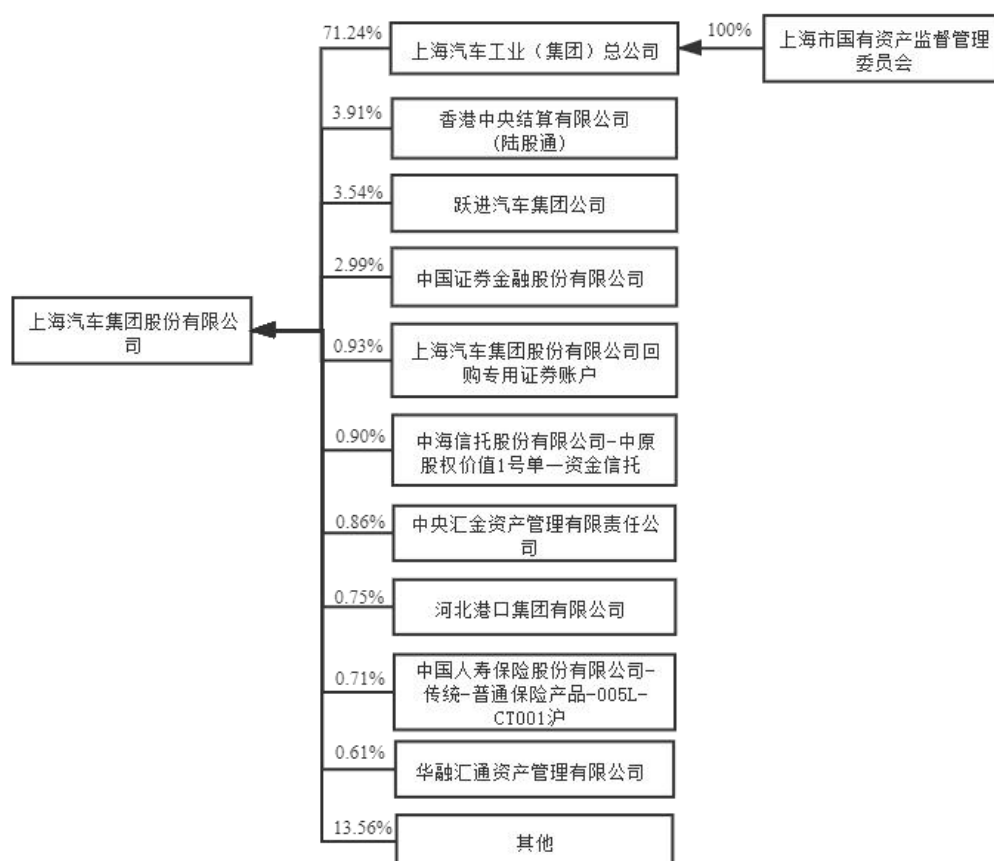 71.24%
上海汽车工业（集团）总公司
100%
上海市国有资产监督管理
委员会
3.91%
香港中央结算有限公司
(陆股通)
3.54%
跃进汽车集团公司
2.99%
中国证券金融股份有限公司
上海汽车集团股份有限公
司
0.93%
上海汽车集团股份有限公司回
购专用证券账户
0.90%
中海信托股份有限公司-中原
股权价值1号单一资金信托
0.86%
中央汇金资产管理有限责任公
司
0.75%
河北港口集团有限公司
0.71%
中国人寿保险股份有限公司-
传统-普通保险产品-005L-
CT001沪
0.61%
华融汇通资产管理有限公司
13.56%
其他